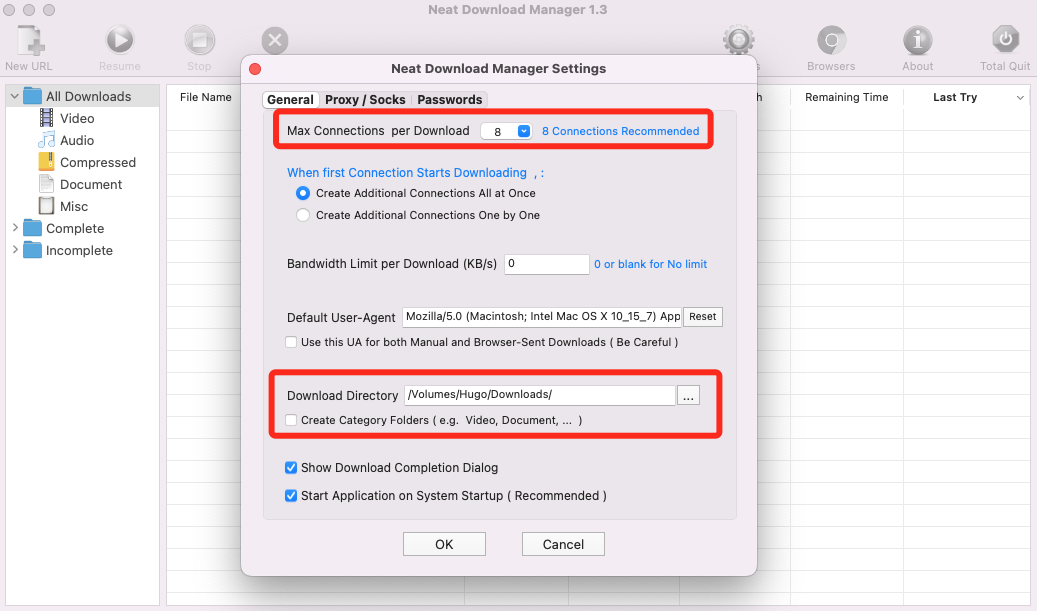 Neat Download Manager 1.3
New URL
Resume
Stop
Browsers
About
Total Quit
All Downloads
Video
Audio
Compressed
Document
Misc
Complete
Incomplete
File Name
Remaining Time
Last Try
Neat Download Manager Settings
General
Proxy / Socks
Passwords
Max Connections per Download
8
8 Connections Recommended
When first Connection Starts Downloading , :
Create Additional Connections All at Once
Create Additional Connections One by One
Bandwidth Limit per Download (KB/s)
0
0 or blank for No limit
Default User-Agent
Mozilla/5.0 (Macintosh; Intel Mac OS X 10_15_7) App
Reset
Use this UA for both Manual and Browser-Sent Downloads ( Be Careful )
Download Directory
/Volumes/Hugo/Downloads/
...
Create Category Folders ( e.g. Video, Document, ... )
Show Download Completion Dialog
Start Application on System Startup ( Recommended )
OK
Cancel